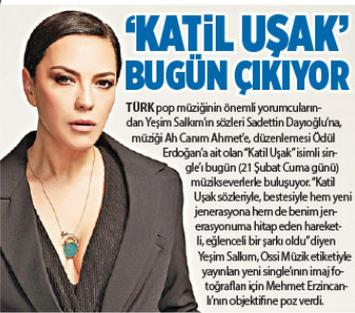 ‘KATİL UŞAK’
BUGÜN ÇIKIYOR
TÜRK pop müziğinin önemli yorumcuların-
dan Yeşim Salkım'ın sözleri Sadettin Dayıoğlu'na,
müziği Ah Canım Ahmet'e, düzenlemesi Ödül
Erdoğan'a ait olan “Katil Uşak” isimli sin-
gle'ı bugün (21 Şubat Cuma günü)
müzikseverlerle buluşuyor. “Katil
Uşak sözleriyle, bestesiyle hem yeni
jenerasyona hem de benim jen-
erasyonuma hitap eden hareket-
li, eğlenceli bir şarkı oldu” diyen
Yeşim Salkım, Ossi Müzik etiketiyle
yayınlan yeni single'ının imaj fo-
toğrafları için Mehmet Erzincan-
lı'nın objektifine poz verdi.